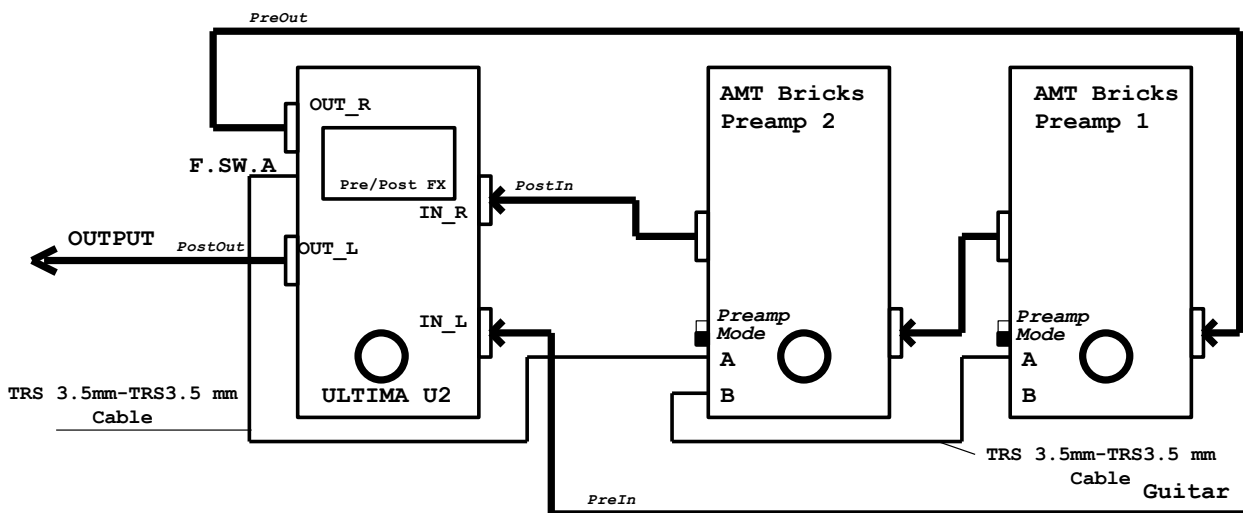 PreOut
OUT_R
AMT Bricks
Preamp 2
AMT Bricks
Preamp 1
F.SW.A
Pre/Post FX
PostIn
IN_R
OUTPUT
PostOut
OUT_L
IN_L
Preamp
Mode
Preamp
Mode
A
A
TRS 3.5mm-TRS3.5 mm
Cable
ULTIMA U2
B
B
TRS 3.5mm-TRS3.5 mm
Cable
Guitar
PreIn